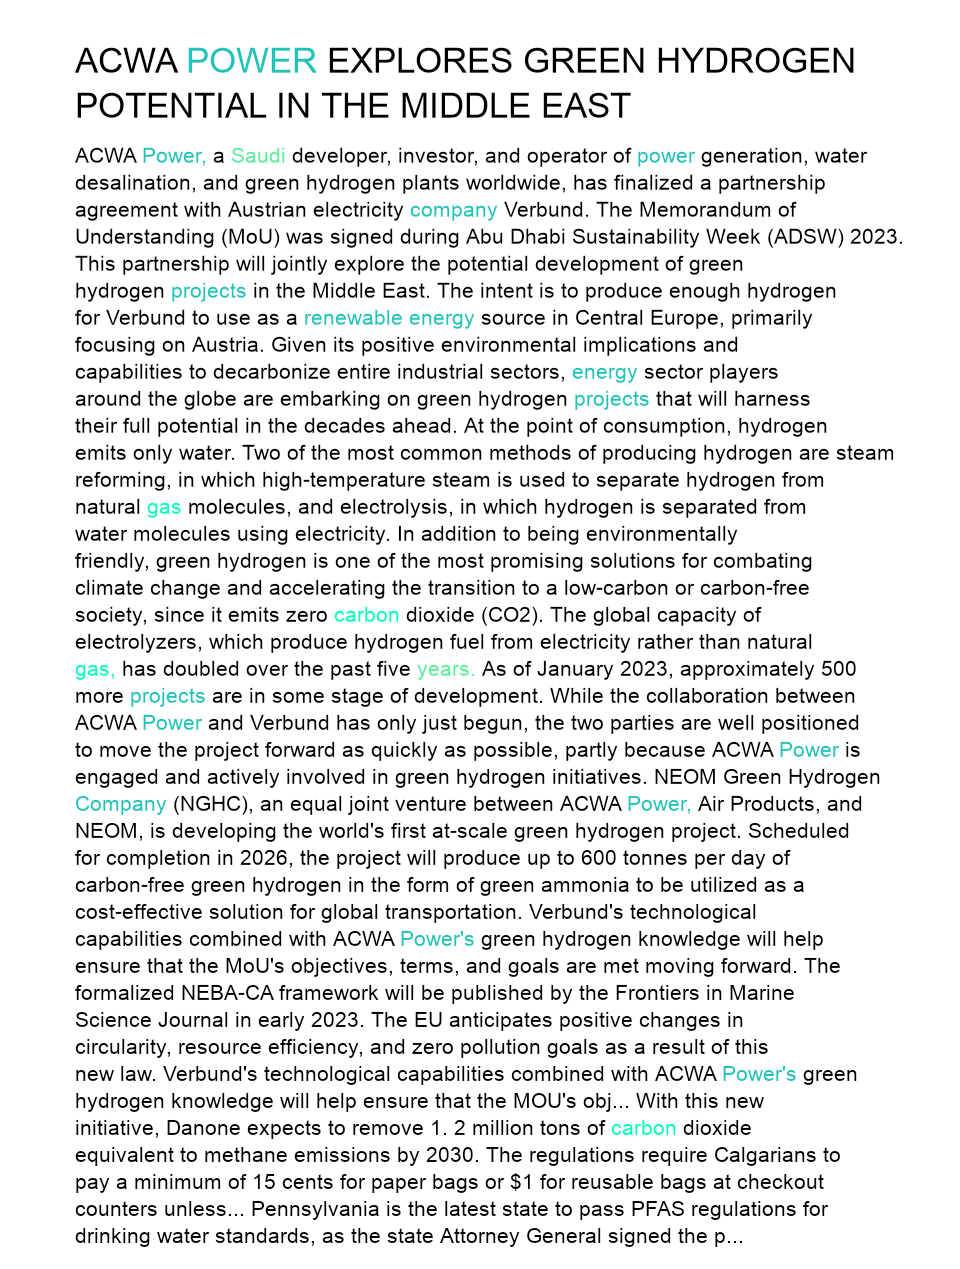 ACWA POWER EXPLORES GREEN HYDROGEN
POTENTIAL IN THE MIDDLE EAST
ACWA Power, a Saudi developer, investor, and operator of power generation, water
desalination, and green hydrogen plants worldwide, has finalized a partnership
agreement with Austrian electricity company Verbund. The Memorandum of
Understanding (MoU) was signed during Abu Dhabi Sustainability Week (ADSW) 2023.
This partnership will jointly explore the potential development of green
hydrogen projects in the Middle East. The intent is to produce enough hydrogen
for Verbund to use as a renewable energy source in Central Europe, primarily
focusing on Austria. Given its positive environmental implications and
capabilities to decarbonize entire industrial sectors, energy sector players
around the globe are embarking on green hydrogen projects that will harness
their full potential in the decades ahead. At the point of consumption, hydrogen
emits only water. Two of the most common methods of producing hydrogen are steam
reforming, in which high-temperature steam is used to separate hydrogen from
natural gas molecules, and electrolysis, in which hydrogen is separated from
water molecules using electricity. In addition to being environmentally
friendly, green hydrogen is one of the most promising solutions for combating
climate change and accelerating the transition to a low-carbon or carbon-free
society, since it emits zero carbon dioxide (CO2). The global capacity of
electrolyzers, which produce hydrogen fuel from electricity rather than natural
gas, has doubled over the past five years. As of January 2023, approximately 500
more projects are in some stage of development. While the collaboration between
ACWA Power and Verbund has only just begun, the two parties are well positioned
to move the project forward as quickly as possible, partly because ACWA Power is
engaged and actively involved in green hydrogen initiatives. NEOM Green Hydrogen
Company (NGHC), an equal joint venture between ACWA Power, Air Products, and
NEOM, is developing the world's first at-scale green hydrogen project. Scheduled
for completion in 2026, the project will produce up to 600 tonnes per day of
carbon-free green hydrogen in the form of green ammonia to be utilized as a
cost-effective solution for global transportation. Verbund's technological
capabilities combined with ACWA Power's green hydrogen knowledge will help
ensure that the MoU's objectives, terms, and goals are met moving forward. The
formalized NEBA-CA framework will be published by the Frontiers in Marine
Science Journal in early 2023. The EU anticipates positive changes in
circularity, resource efficiency, and zero pollution goals as a result of this
new law. Verbund's technological capabilities combined with ACWA Power's green
hydrogen knowledge will help ensure that the MOU's obj... With this new
initiative, Danone expects to remove 1. 2 million tons of carbon dioxide
equivalent to methane emissions by 2030. The regulations require Calgarians to
pay a minimum of 15 cents for paper bags or $1 for reusable bags at checkout
counters unless... Pennsylvania is the latest state to pass PFAS regulations for
drinking water standards, as the state Attorney General signed the p...